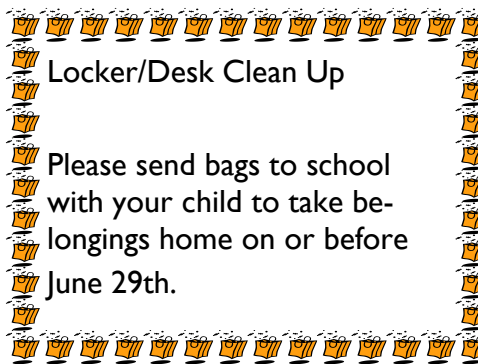 Locker/Desk Clean Up
Please send bags to school
with your child to take be-
longings home on or before
June 29th.